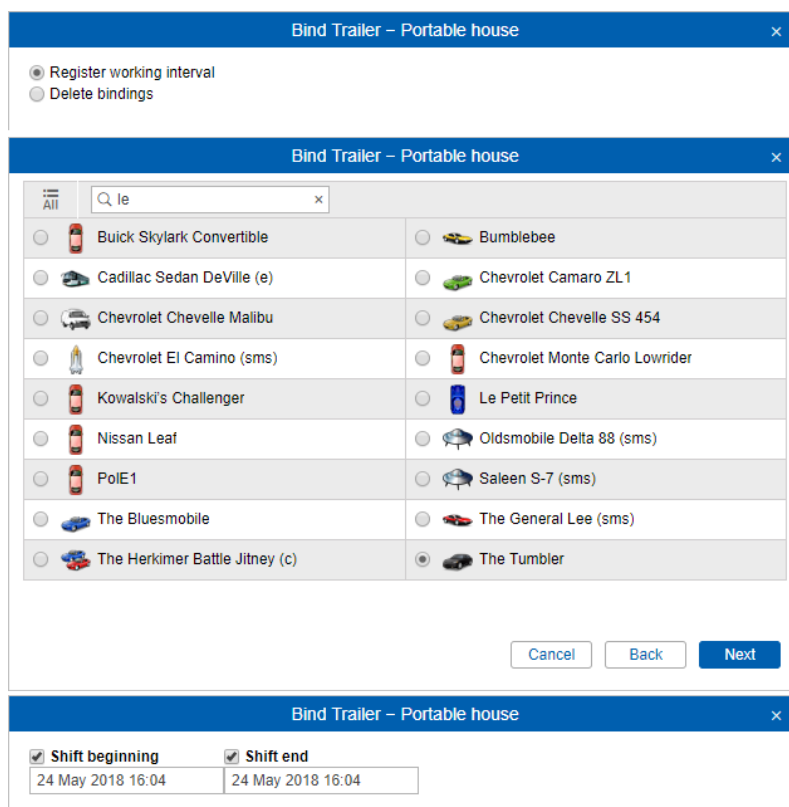 Bind Trailer – Portable house ×
Register working interval
Delete bindings
Bind Trailer – Portable house ×
All le ×
Buick Skylark Convertible Bumblebee
Cadillac Sedan DeVille (e) Chevrolet Camaro ZL1
Chevrolet Chevelle Malibu Chevrolet Chevelle SS 454
Chevrolet El Camino (sms) Chevrolet Monte Carlo Lowrider
Kowalski's Challenger Le Petit Prince
Nissan Leaf Oldsmobile Delta 88 (sms)
PolE1 Saleen S-7 (sms)
The Bluesmobile The General Lee (sms)
The Herkimer Battle Jitney (c) The Tumbler
Cancel Back Next
Bind Trailer – Portable house ×
Shift beginning Shift end
24 May 2018 16:04 24 May 2018 16:04